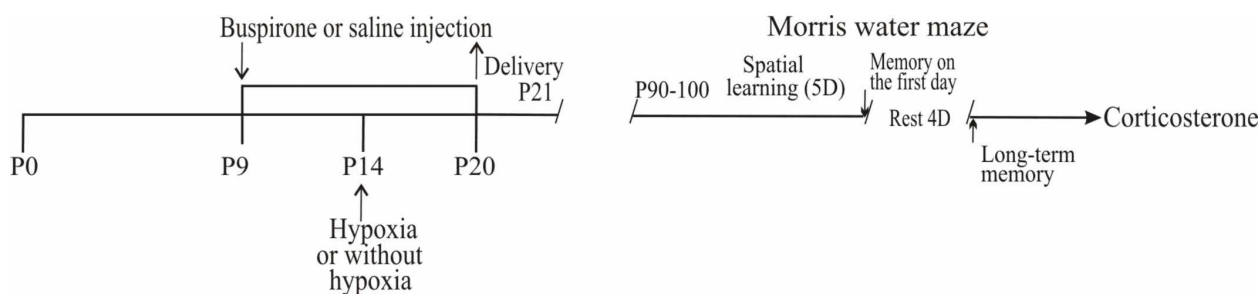 Buspirone or saline injection
Delivery
P21
P0
P9
P14
P20
Hypoxia
or without
hypoxia
Morris water maze
P90-100
Spatial
learning (5D)
Memory on
the first day
Rest 4D
Long-term
memory
Corticosterone